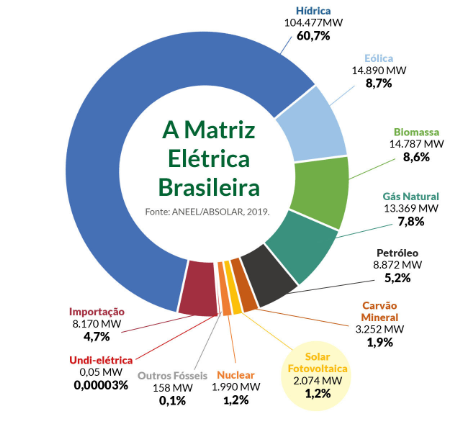 Hídrica
104.477MW
60,7%
Eólica
14.890 MW
8,7%
Biomassa
14.787 MW
8,6%
Gás Natural
13.369 MW
7,8%
Petróleo
8.872 MW
5,2%
Carvão
Mineral
3.252 MW
1,9%
Solar
Fotovoltaica
2.074 MW
1,2%
Nuclear
1.990 MW
1,2%
Outros Fósseis
158 MW
0,1%
Undi-elétrica
0,05 MW
0,00003%
Importação
8.170 MW
4,7%
A Matriz
Elétrica
Brasileira
Fonte: ANEEL/ABSOLAR, 2019.